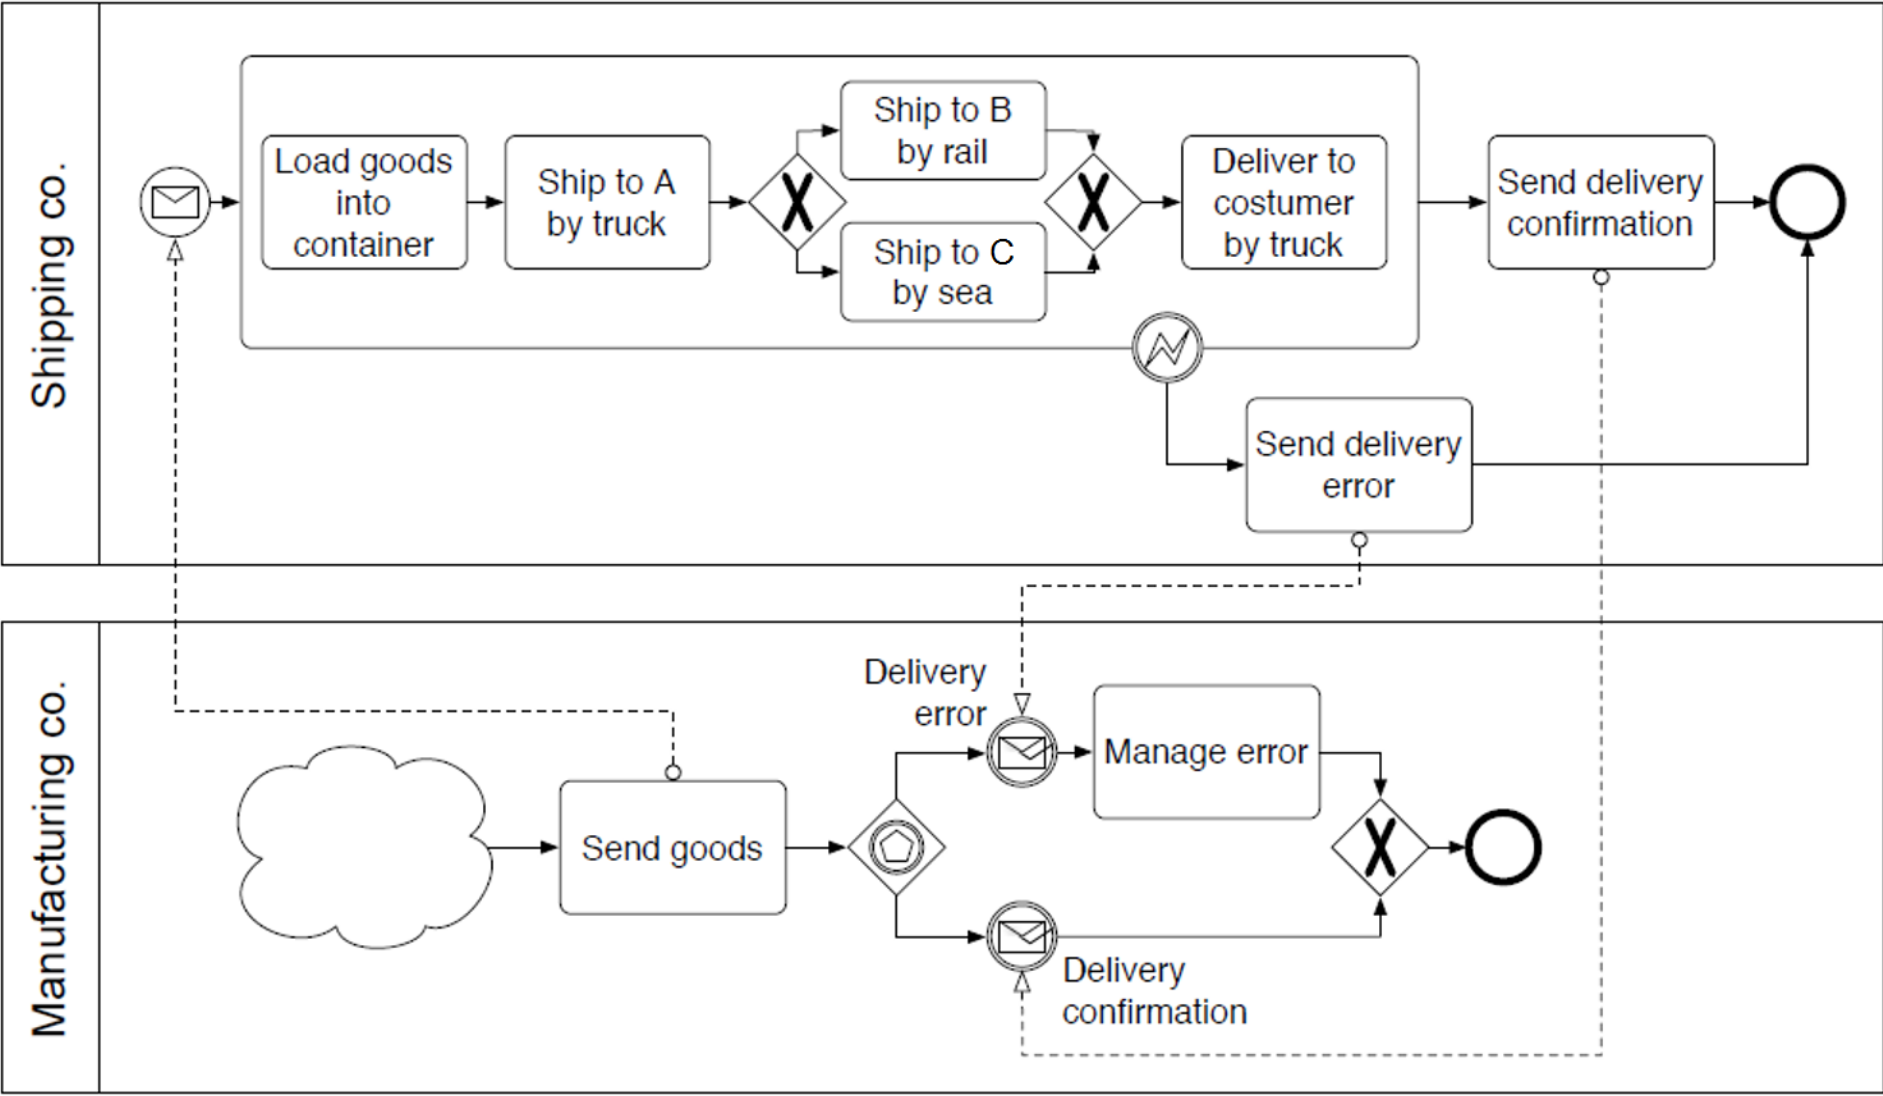 Shipping co.
Load goods
into
container
Ship to A
by truck
Ship to B
by rail
Ship to C
by sea
Deliver to
costumer
by truck
Send delivery
confirmation
Send delivery
error
Manufacturing co.
Send goods
Delivery
error
Manage error
Delivery
confirmation